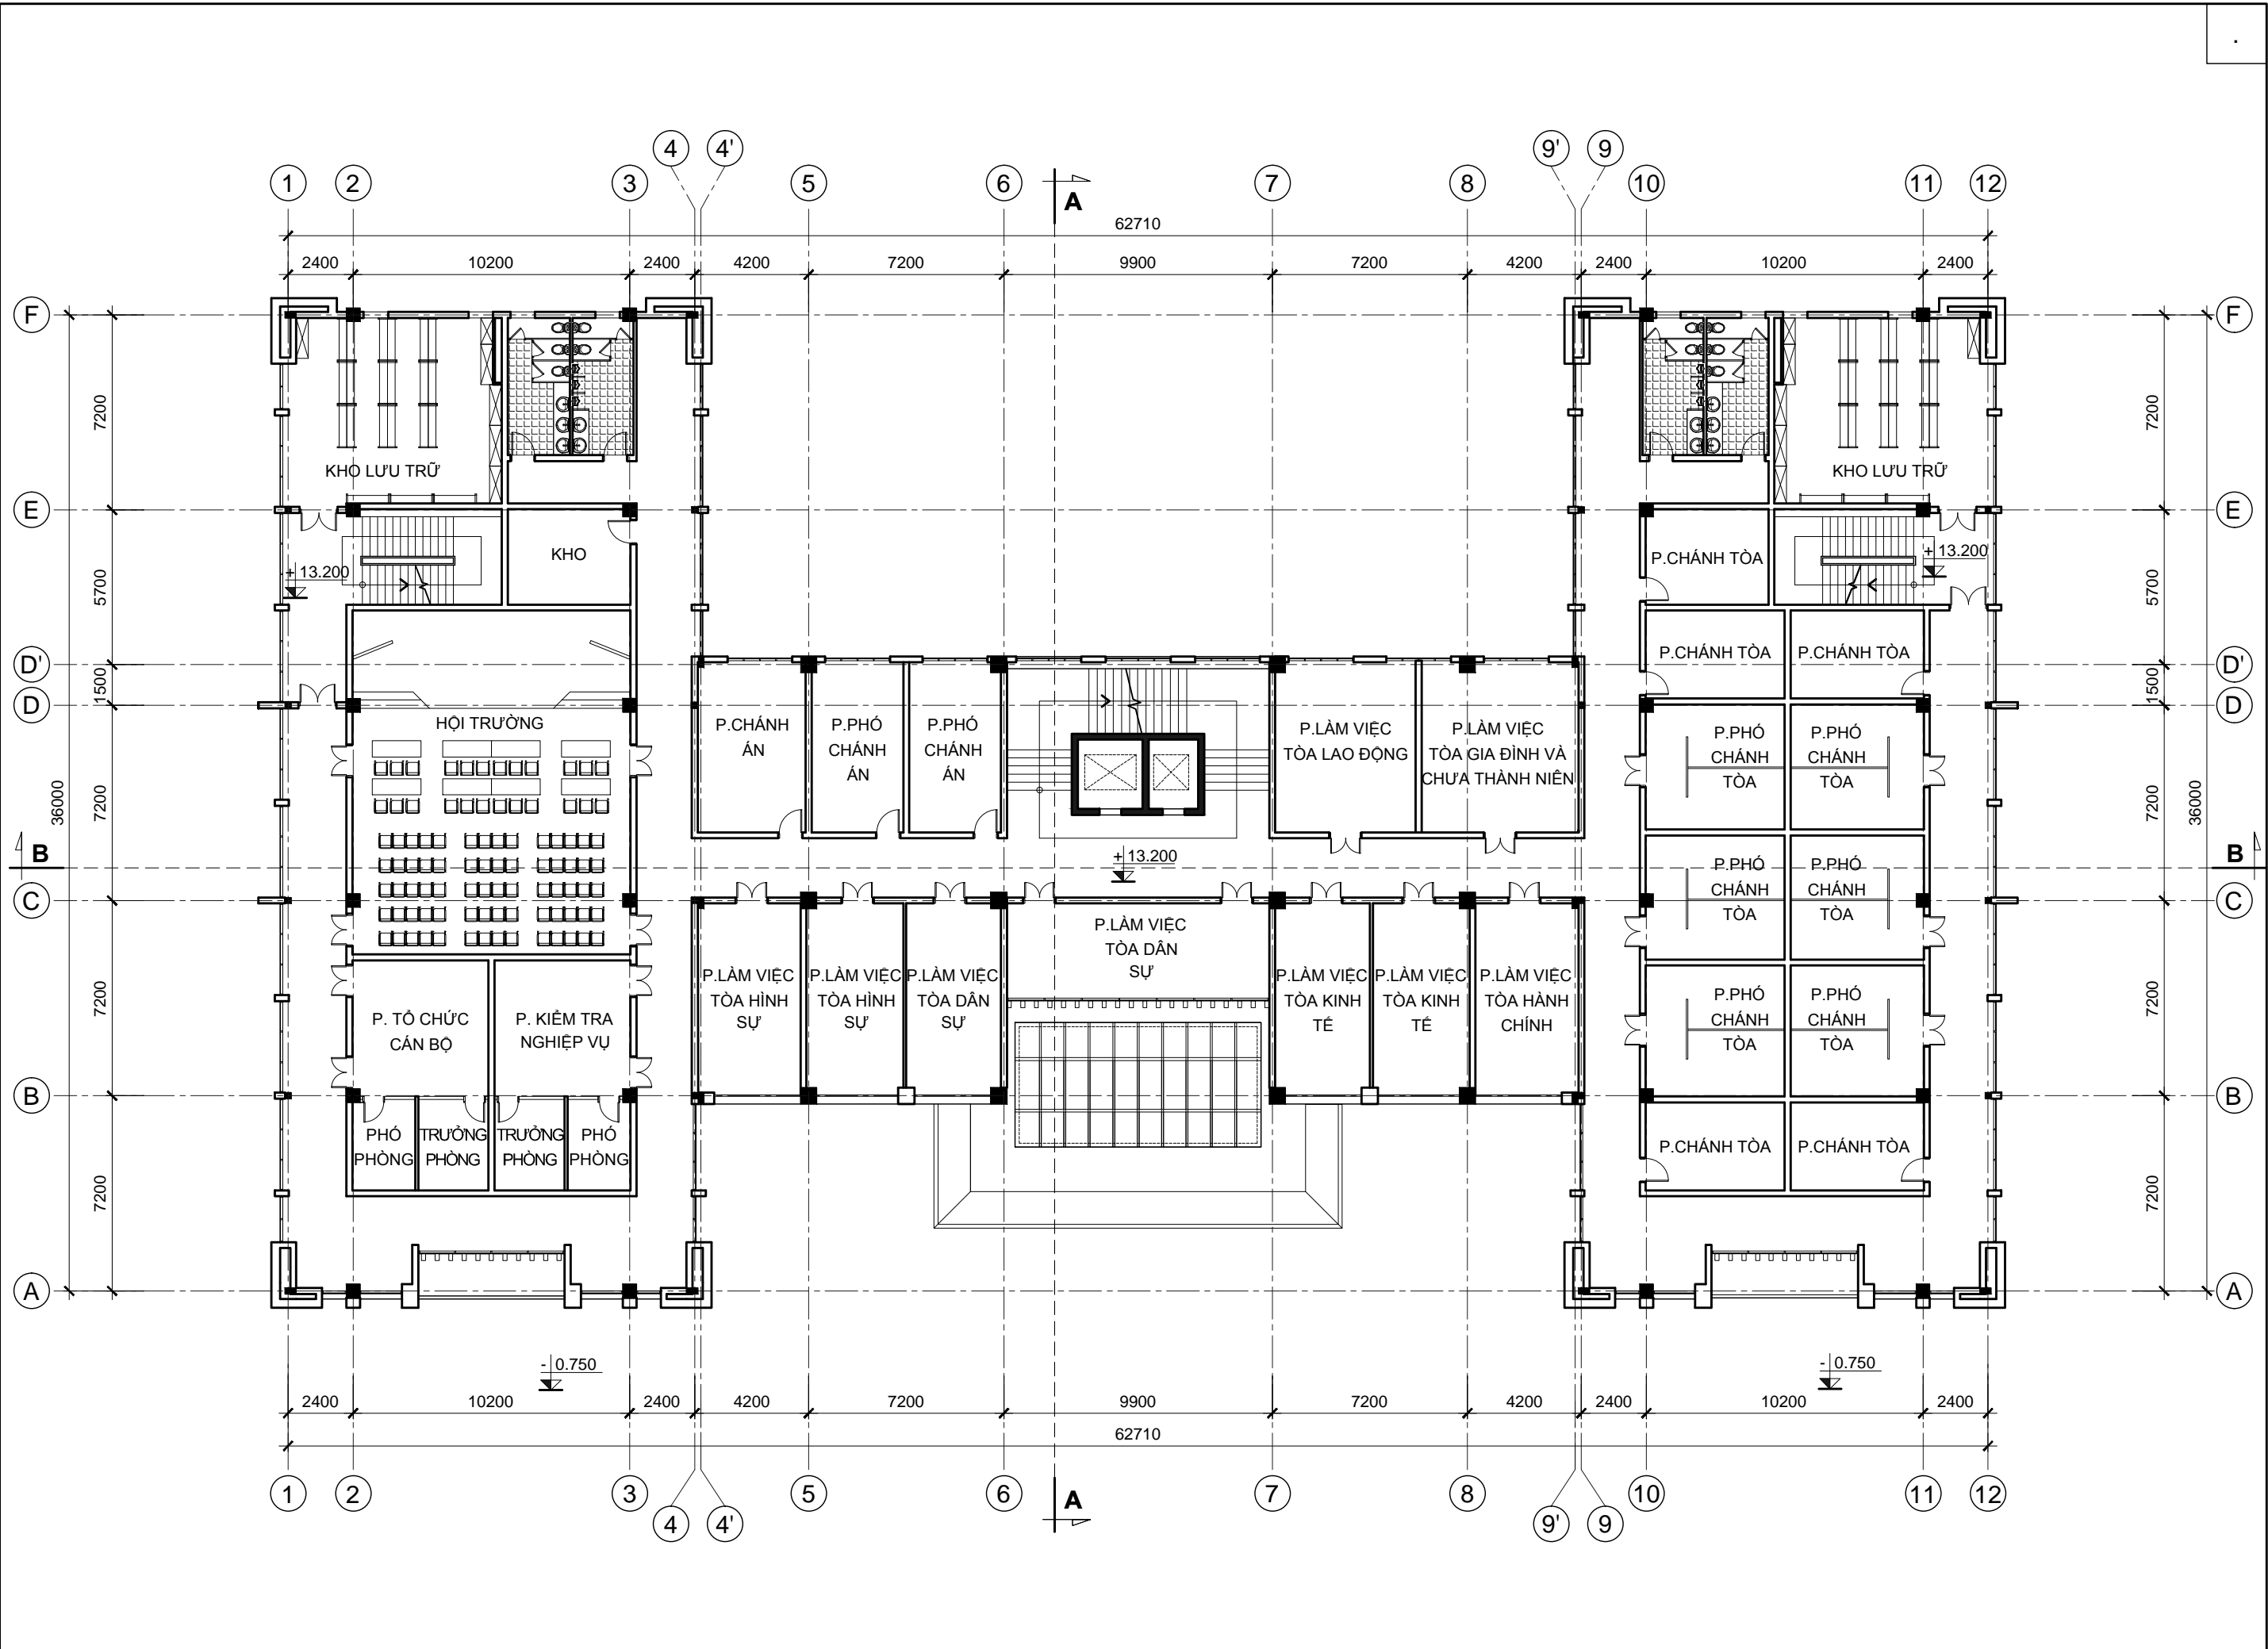 .
4 4' 9' 9
1 2 3 5 6 A 7 8 10 11 12
62710
2400 10200 2400 4200 7200 9900 7200 4200 2400 10200 2400
F F
7200 7200
KHO LƯU TRỮ KHO LƯU TRỮ
E E
KHO P.CHÁNH TÒA
+ 13.200 + 13.200
5700 5700
P.CHÁNH TÒA P.CHÁNH TÒA
D' D'
1500 1500
D D
HỘI TRƯỜNG
P.CHÁNH
ÁN
P.PHÓ
CHÁNH
ÁN
P.PHÓ
CHÁNH
ÁN
P.LÀM VIỆC
TÒA LAO ĐỘNG
P.LÀM VIỆC
TÒA GIA ĐÌNH VÀ
CHƯA THÀNH NIÊN
P.PHÓ
CHÁNH
TÒA
P.PHÓ
CHÁNH
TÒA
36000 7200 7200 36000
B B
+ 13.200
P.PHÓ
CHÁNH
TÒA
P.PHÓ
CHÁNH
TÒA
C C
P.LÀM VIỆC
TÒA DÂN
SỰ
P.LÀM VIỆC
TÒA HÌNH
SỰ
P.LÀM VIỆC
TÒA HÌNH
SỰ
P.LÀM VIỆC
TÒA DÂN
SỰ
P.LÀM VIỆC
TÒA KINH
TẾ
P.LÀM VIỆC
TÒA KINH
TẾ
P.LÀM VIỆC
TÒA HÀNH
CHÍNH
7200 7200
P. TỔ CHỨC
CÁN BỘ
P. KIỂM TRA
NGHIỆP VỤ
P.PHÓ
CHÁNH
TÒA
P.PHÓ
CHÁNH
TÒA
B B
PHÓ
PHÒNG
TRƯỞNG
PHÒNG
TRƯỞNG
PHÒNG
PHÓ
PHÒNG
P.CHÁNH TÒA P.CHÁNH TÒA
7200 7200
A A
- 0.750 - 0.750
2400 10200 2400 4200 7200 9900 7200 4200 2400 10200 2400
62710
1 2 3 5 6 A 7 8 10 11 12
4 4' 9' 9